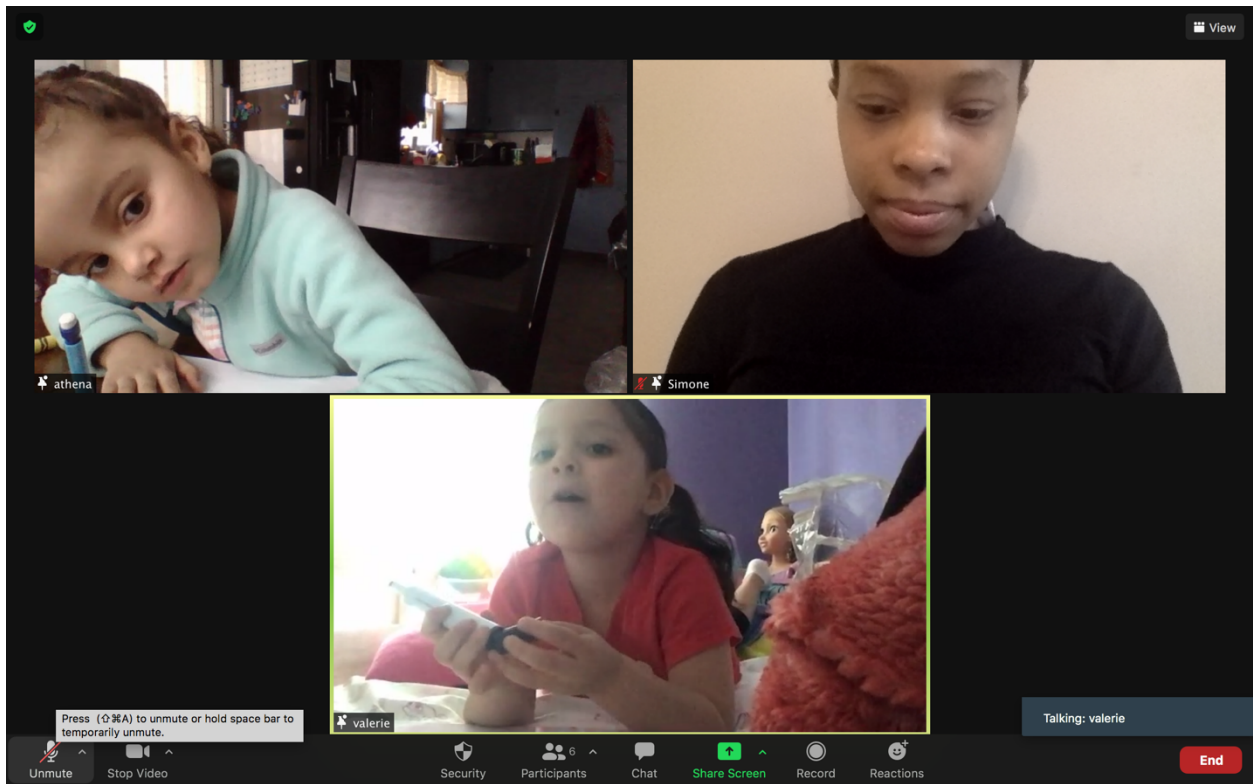 View
athena
Simone
valerie
Press (⇧⌘A) to unmute or hold space bar to
temporarily unmute.
Talking: valerie
Unmute
Stop Video
Security
6
Participants
Chat
Share Screen
Record
Reactions
End